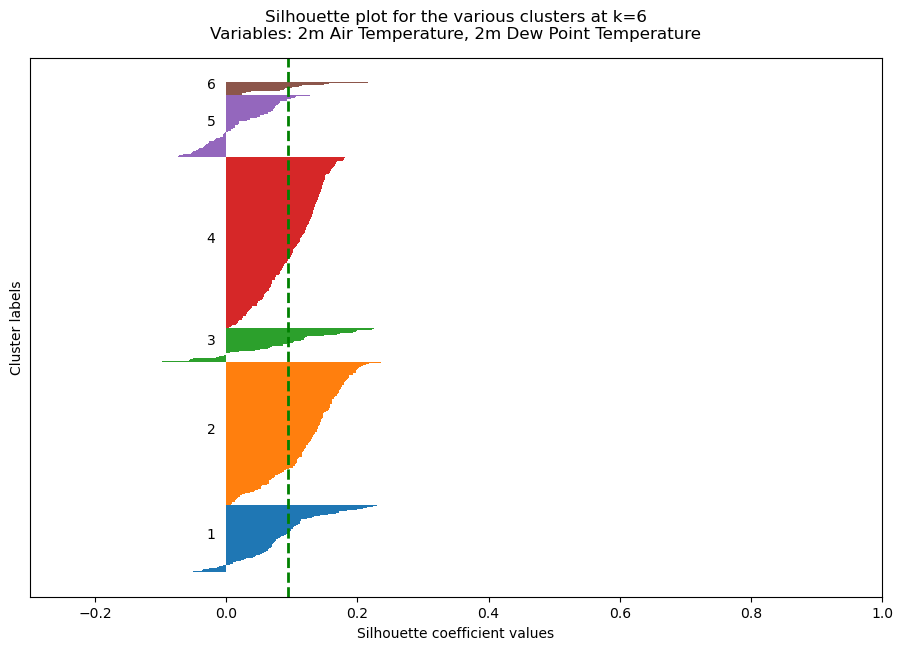 Silhouette plot for the various clusters at k=6
Variables: 2m Air Temperature, 2m Dew Point Temperature
6
5
4
3
2
1
Cluster labels
−0.2 0.0 0.2 0.4 0.6 0.8 1.0
Silhouette coefficient values